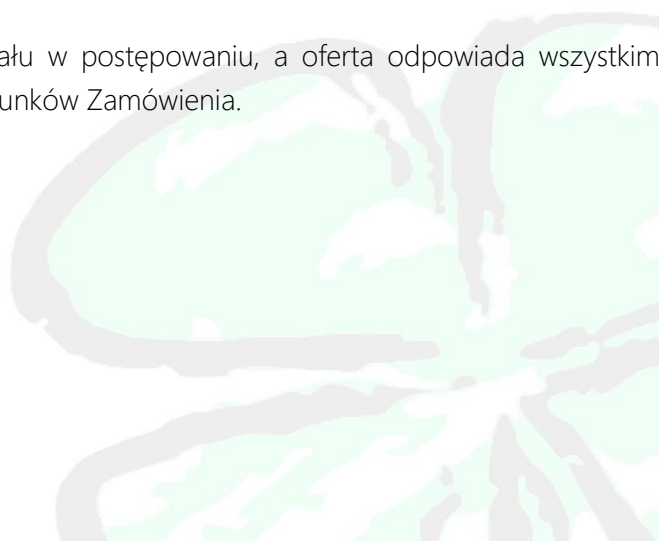 ału w postępowaniu, a oferta odpowiada wszystkim
unków Zamówienia.